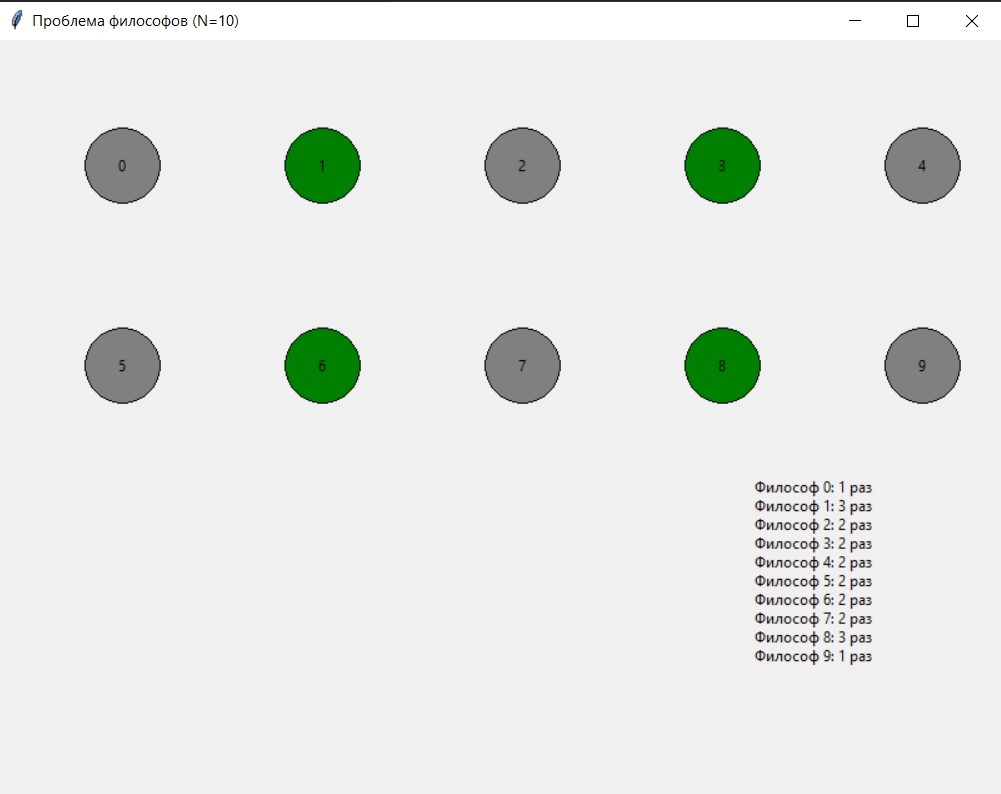 Проблема философов (N=10)
0 1 2 3 4
5 6 7 8 9
Философ 0: 1 раз
Философ 1: 3 раз
Философ 2: 2 раз
Философ 3: 2 раз
Философ 4: 2 раз
Философ 5: 2 раз
Философ 6: 2 раз
Философ 7: 2 раз
Философ 8: 3 раз
Философ 9: 1 раз